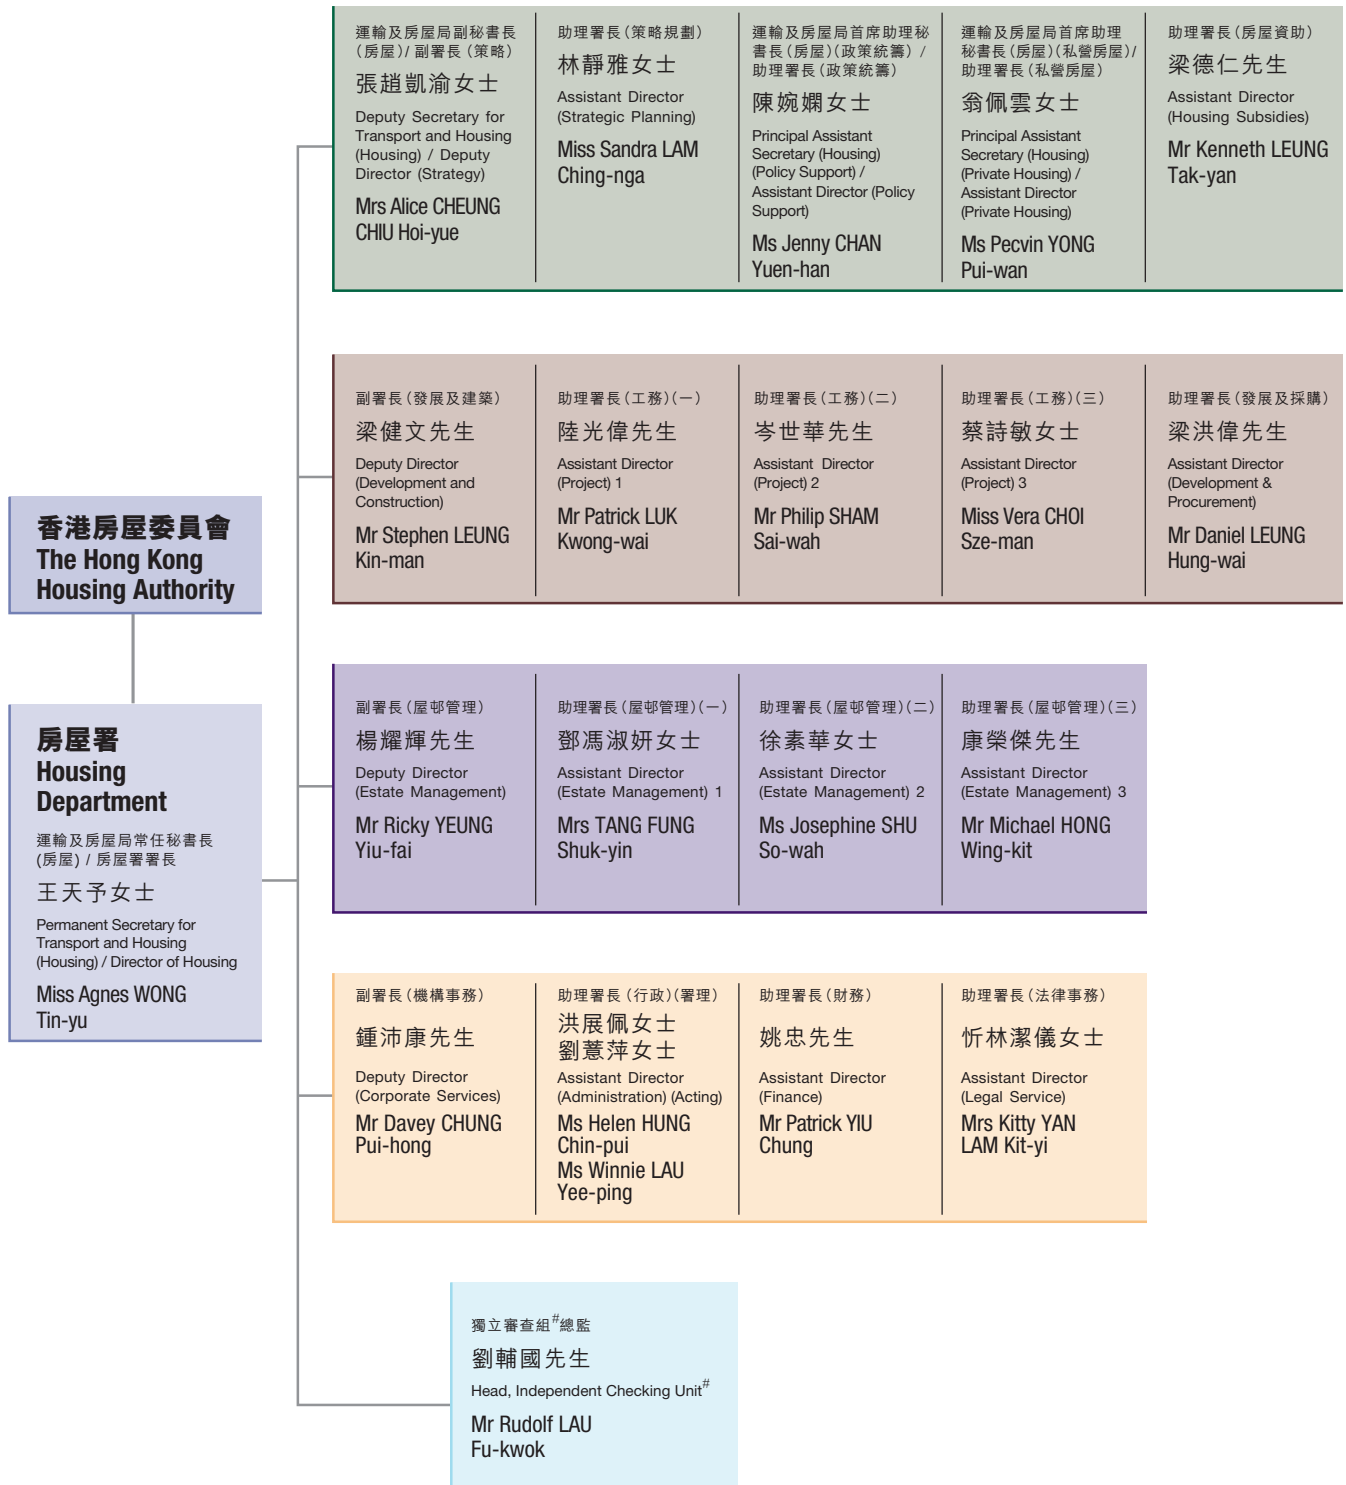 香港房屋委員會
The Hong Kong
Housing Authority
房屋署
Housing
Department
運輸及房屋局常任秘書長
(房屋) / 房屋署署長
王天予女士
Permanent Secretary for
Transport and Housing
(Housing) / Director of Housing
Miss Agnes WONG
Tin-yu
運輸及房屋局副秘書長
(房屋)/ 副署長(策略)
張趙凱渝女士
Deputy Secretary for
Transport and Housing
(Housing) / Deputy
Director (Strategy)
Mrs Alice CHEUNG
CHIU Hoi-yue
助理署長(策略規劃)
林靜雅女士
Assistant Director
(Strategic Planning)
Miss Sandra LAM
Ching-nga
運輸及房屋局首席助理秘
書長(房屋)(政策統籌) /
助理署長(政策統籌)
陳婉嫻女士
Principal Assistant
Secretary (Housing)
(Policy Support) /
Assistant Director (Policy
Support)
Ms Jenny CHAN
Yuen-han
運輸及房屋局首席助理
秘書長(房屋)(私營房屋)/
助理署長(私營房屋)
翁佩雲女士
Principal Assistant
Secretary (Housing)
(Private Housing) /
Assistant Director
(Private Housing)
Ms Pecvin YONG
Pui-wan
助理署長(房屋資助)
梁德仁先生
Assistant Director
(Housing Subsidies)
Mr Kenneth LEUNG
Tak-yan
副署長(發展及建築)
梁健文先生
Deputy Director
(Development and
Construction)
Mr Stephen LEUNG
Kin-man
助理署長(工務)(一)
陸光偉先生
Assistant Director
(Project) 1
Mr Patrick LUK
Kwong-wai
助理署長(工務)(二)
岑世華先生
Assistant Director
(Project) 2
Mr Philip SHAM
Sai-wah
助理署長(工務)(三)
蔡詩敏女士
Assistant Director
(Project) 3
Miss Vera CHOI
Sze-man
助理署長(發展及採購)
梁洪偉先生
Assistant Director
(Development &
Procurement)
Mr Daniel LEUNG
Hung-wai
副署長(屋邨管理)
楊耀輝先生
Deputy Director
(Estate Management)
Mr Ricky YEUNG
Yiu-fai
助理署長(屋邨管理)(一)
鄧馮淑妍女士
Assistant Director
(Estate Management) 1
Mrs TANG FUNG
Shuk-yin
助理署長(屋邨管理)(二)
徐素華女士
Assistant Director
(Estate Management) 2
Ms Josephine SHU
So-wah
助理署長(屋邨管理)(三)
康榮傑先生
Assistant Director
(Estate Management) 3
Mr Michael HONG
Wing-kit
副署長(機構事務)
鍾沛康先生
Deputy Director
(Corporate Services)
Mr Davey CHUNG
Pui-hong
助理署長(行政)(署理)
洪展佩女士
劉薏萍女士
Assistant Director
(Administration) (Acting)
Ms Helen HUNG
Chin-pui
Ms Winnie LAU
Yee-ping
助理署長(財務)
姚忠先生
Assistant Director
(Finance)
Mr Patrick YIU
Chung
助理署長(法律事務)
忻林潔儀女士
Assistant Director
(Legal Service)
Mrs Kitty YAN
LAM Kit-yi
獨立審查組#總監
劉輔國先生
Head, Independent Checking Unit#
Mr Rudolf LAU
Fu-kwok